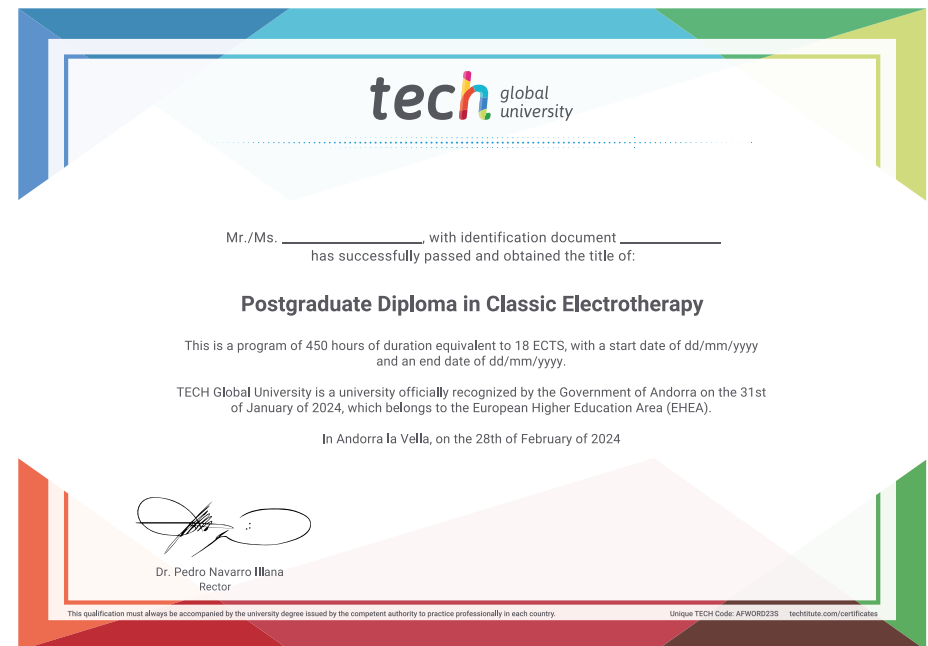 tech global
university
Mr./Ms. ____________, with identification document ____________
has successfully passed and obtained the title of:
Postgraduate Diploma in Classic Electrotherapy
This is a program of 450 hours of duration equivalent to 18 ECTS, with a start date of dd/mm/yyyy
and an end date of dd/mm/yyyy.
TECH Global University is a university officially recognized by the Government of Andorra on the 31st
of January of 2024, which belongs to the European Higher Education Area (EHEA).
In Andorra la Vella, on the 28th of February of 2024
Dr. Pedro Navarro Illana
Rector
This qualification must always be accompanied by the university degree issued by the competent authority to practice professionally in each country. Unique TECH Code: AFWORD23S techtitute.com/certificates